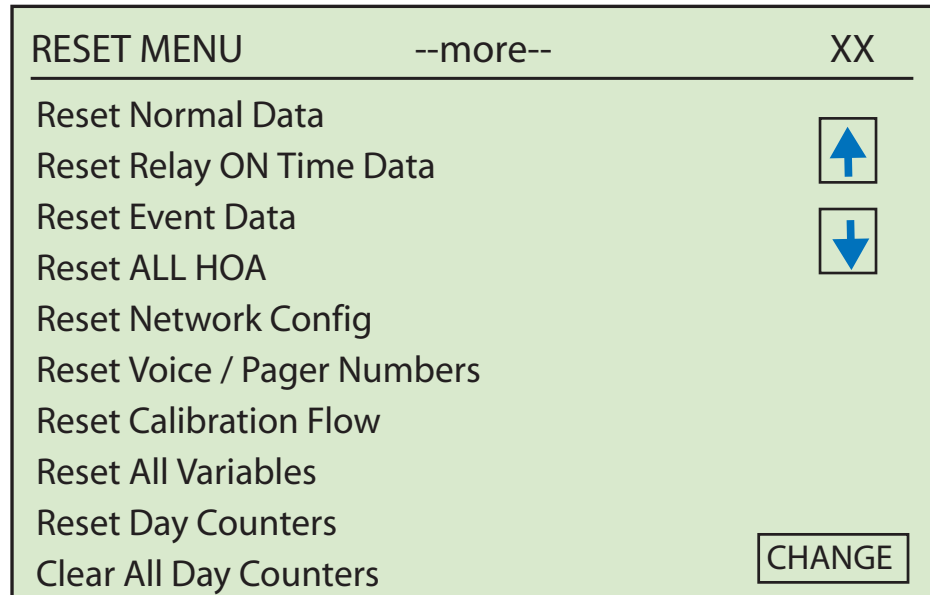 RESET MENU --more-- XX
Reset Normal Data
Reset Relay ON Time Data
Reset Event Data
Reset ALL HOA
Reset Network Config
Reset Voice / Pager Numbers
Reset Calibration Flow
Reset All Variables
Reset Day Counters
Clear All Day Counters
CHANGE